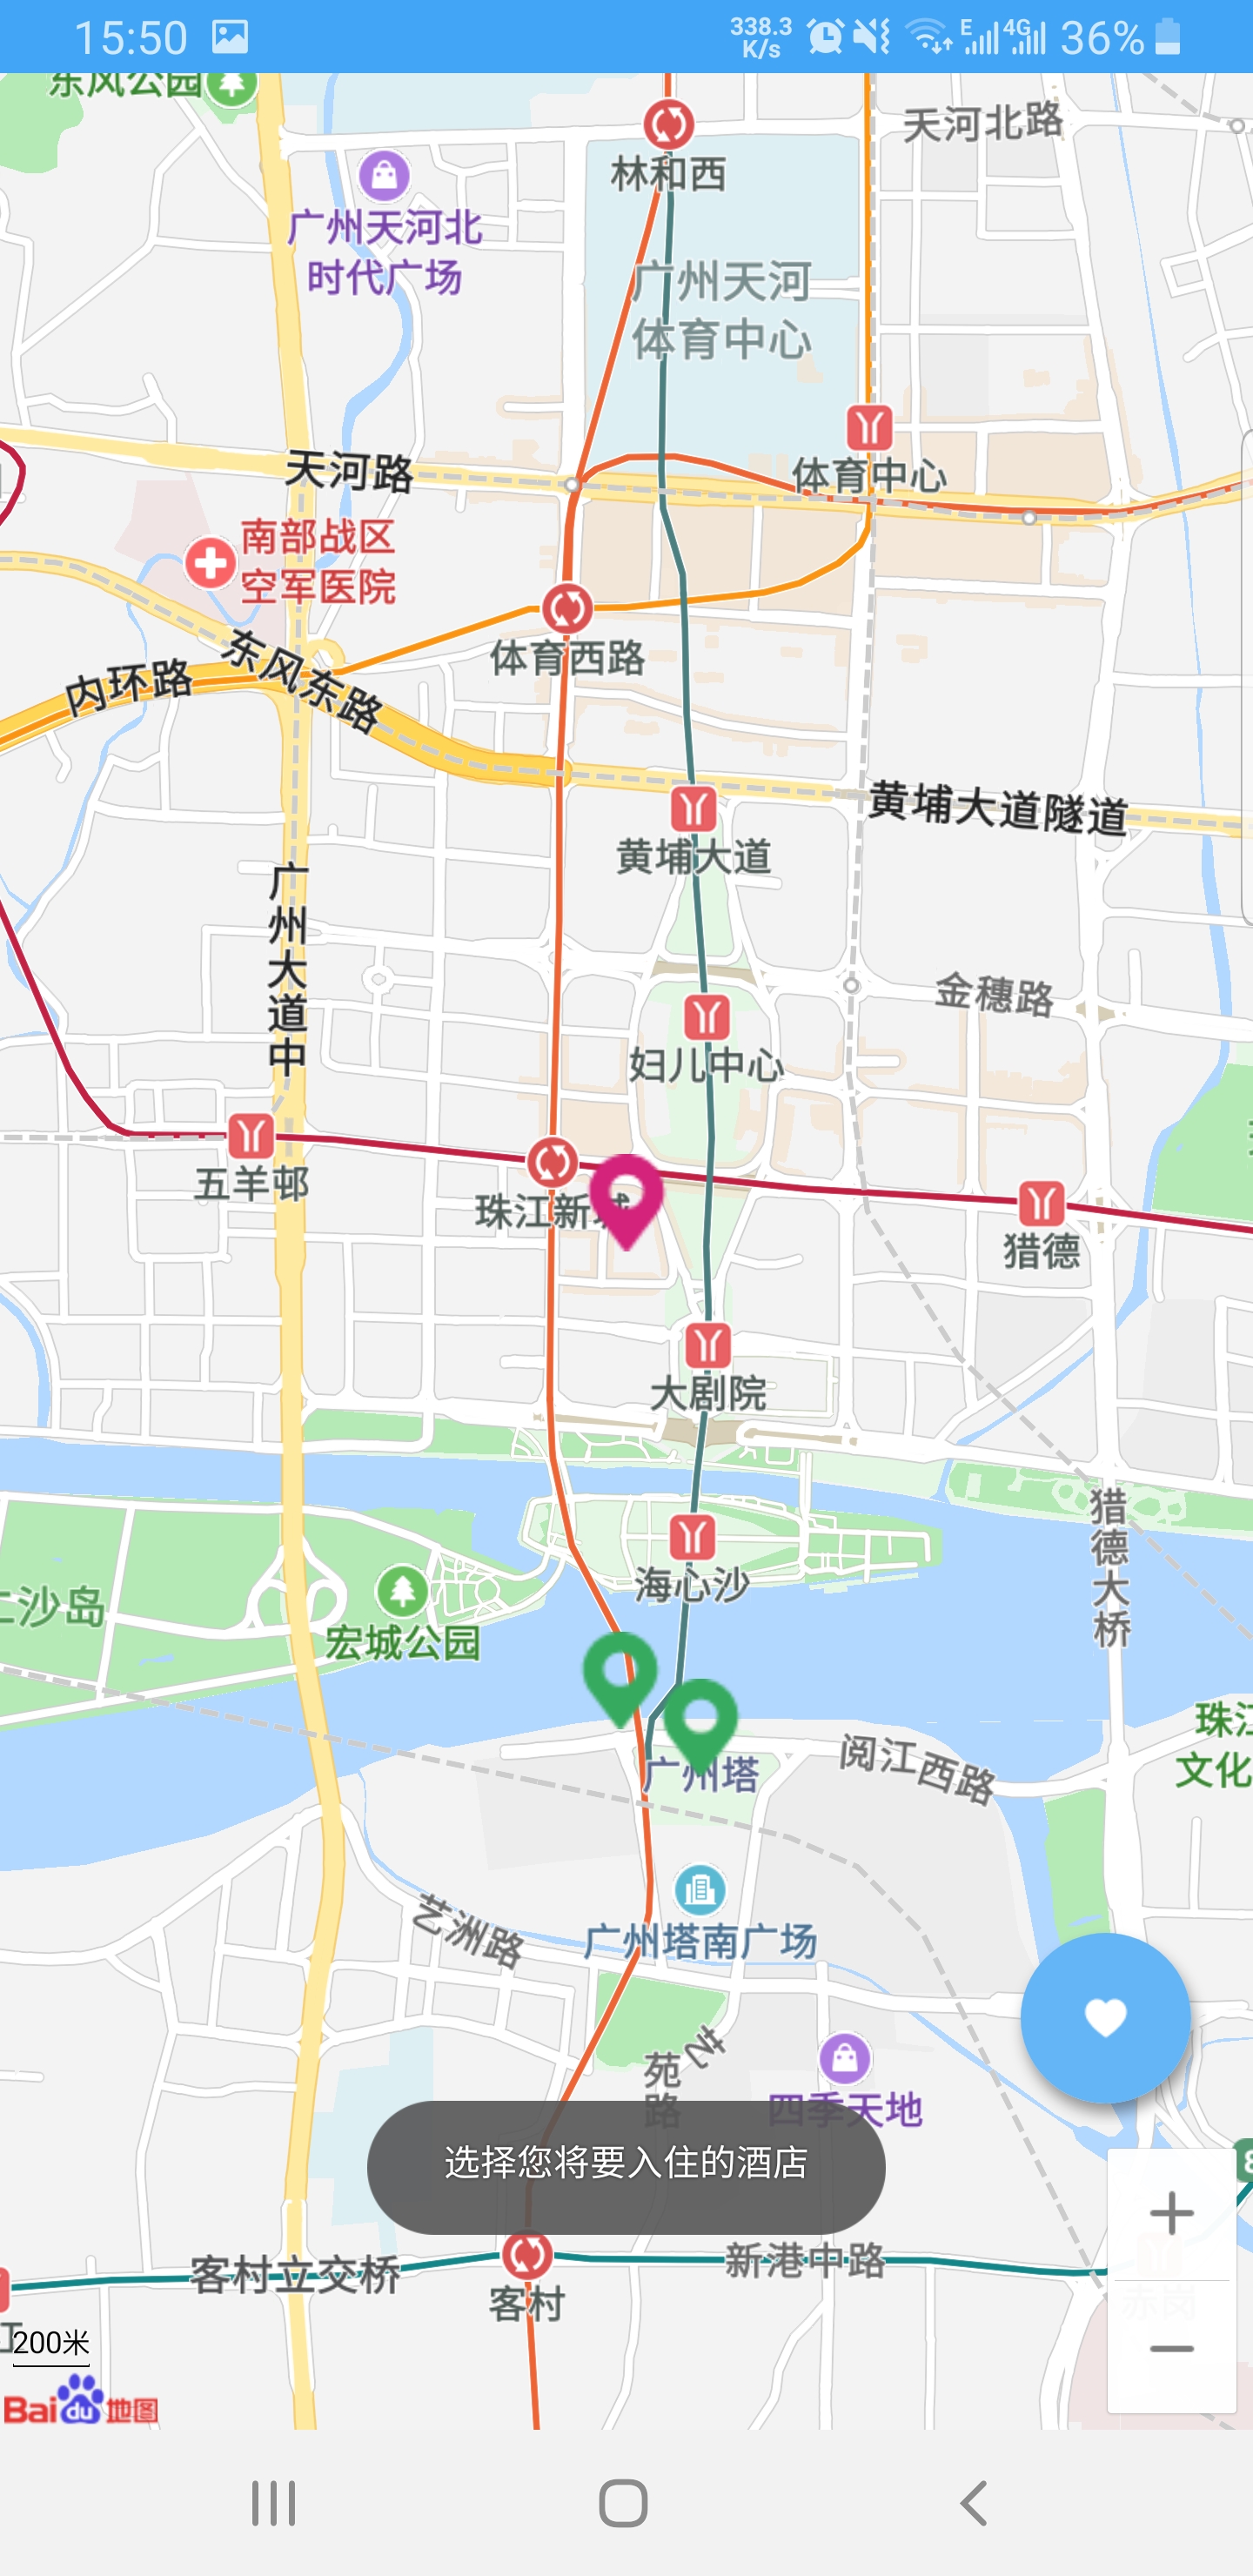 15:50
338.3
K/s
E
4G
36%
东风公园
天河北路
林和西
广州天河北
时代广场
广州天河
体育中心
体育中心
天河路
南部战区
空军医院
体育西路
东风东路
内环路
黄埔大道隧道
黄埔大道
广州大道中
金穗路
妇儿中心
五羊邨
珠江新城
猎德
大剧院
猎德大桥
海心沙
二沙岛
宏城公园
珠江
文化
阅江西路
广州塔
艺洲路
广州塔南广场
艺
苑
路
四季天地
选择您将要入住的酒店
8
赤岗
客村立交桥
新港中路
客村
200米
Baidu地图